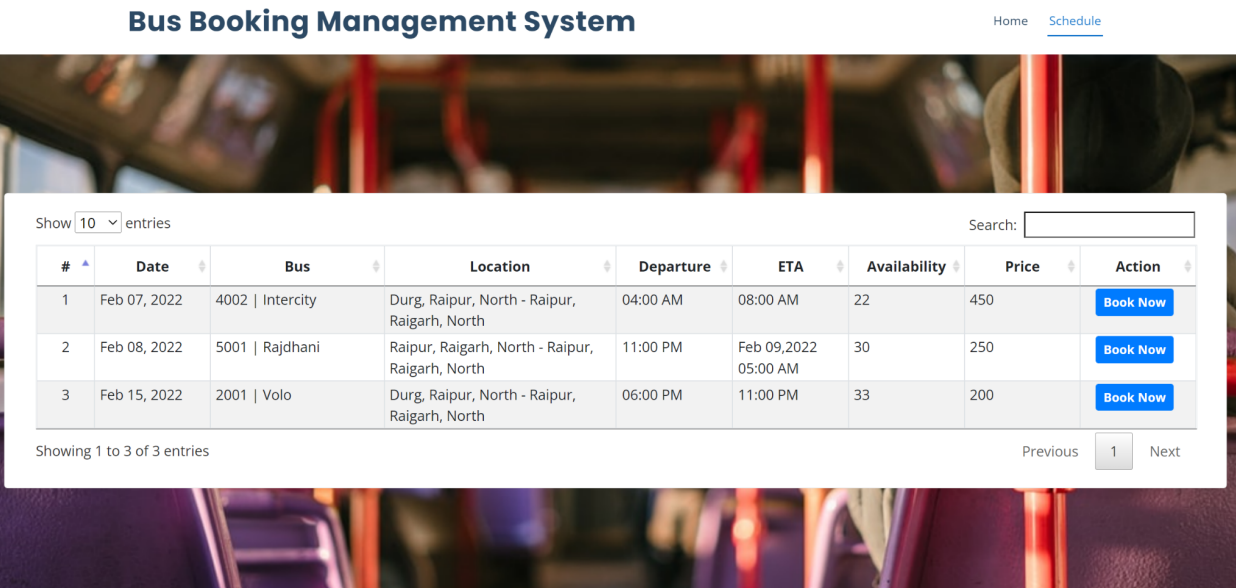 Bus Booking Management System Home Schedule
Show 10 entries Search:
# Date Bus Location Departure ETA Availability Price Action
1 Feb 07, 2022 4002 | Intercity Durg, Raipur, North - Raipur, 04:00 AM 08:00 AM 22 450 Book Now
Raigarh, North
2 Feb 08, 2022 5001 | Rajdhani Raipur, Raigarh, North - Raipur, 11:00 PM Feb 09,2022 30 250 Book Now
Raigarh, North 05:00 AM
3 Feb 15, 2022 2001 | Volo Durg, Raipur, North - Raipur, 06:00 PM 11:00 PM 33 200 Book Now
Raigarh, North
Showing 1 to 3 of 3 entries Previous 1 Next